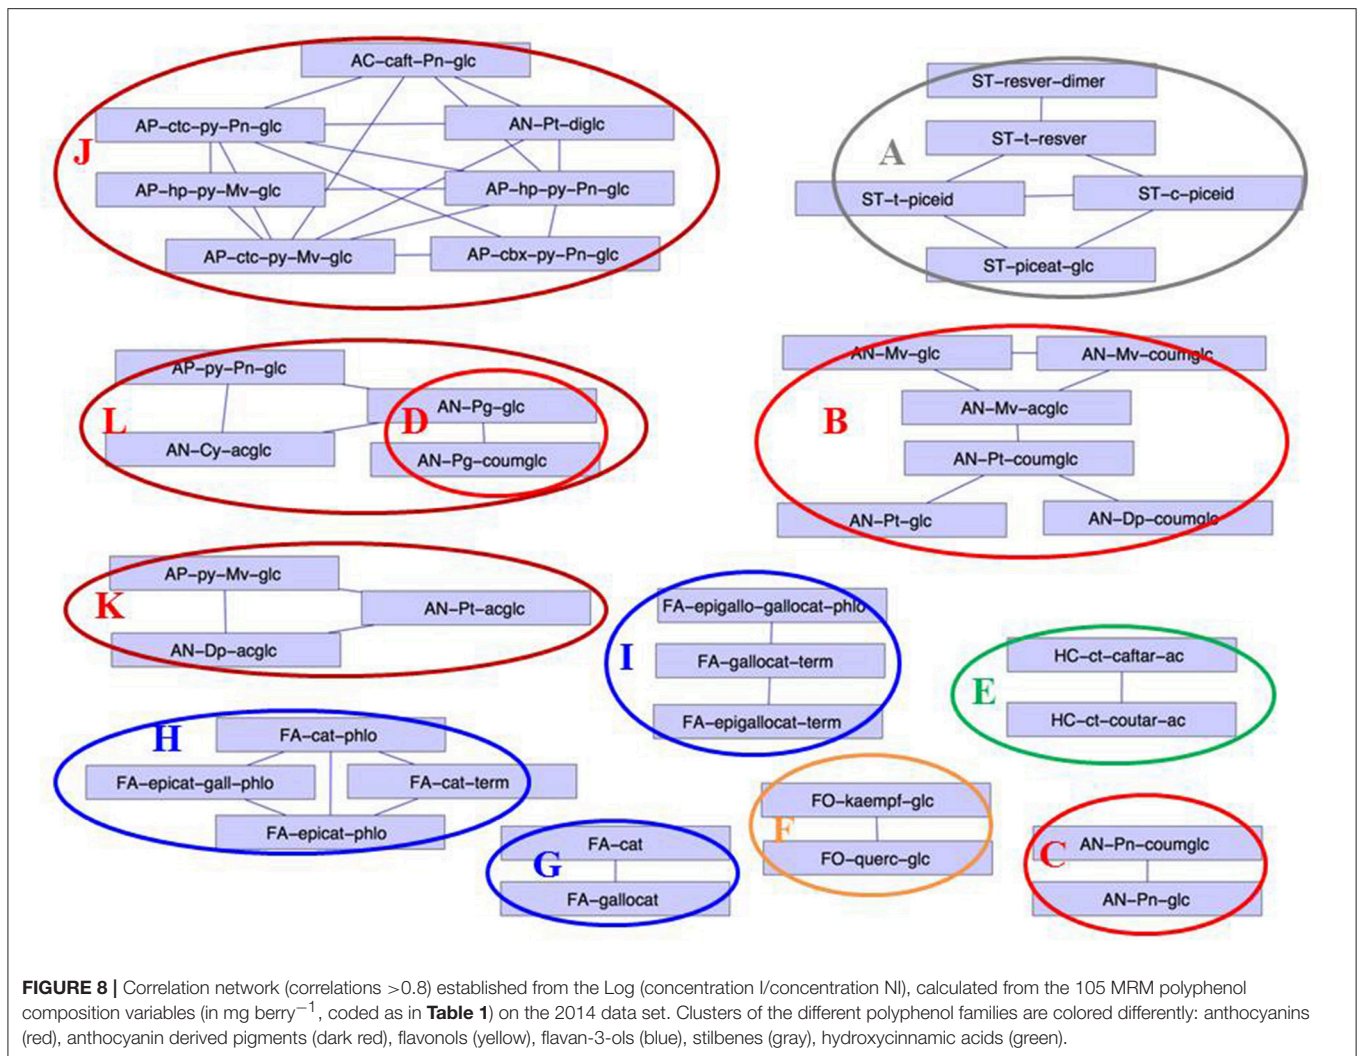 AC–caft–Pn–glc
AP–ctc–py–Pn–glc
AN–Pt–diglc
J
AP–hp–py–Mv–glc
AP–hp–py–Pn–glc
AP–ctc–py–Mv–glc
AP–cbx–py–Pn–glc
ST–resver–dimer
ST–t–resver
A
ST–t–piceid
ST–c–piceid
ST–piceat–glc
AP–py–Pn–glc
AN–Pg–glc
L
D
AN–Cy–acglc
AN–Pg–coumglc
AN–Mv–glc
AN–Mv–coumglc
AN–Mv–acglc
B
AN–Pt–coumglc
AN–Pt–glc
AN–Dp–coumglc
AP–py–Mv–glc
K
AN–Pt–acglc
AN–Dp–acglc
FA–epigallo–gallocat–phlo
I
FA–gallocat–term
FA–epigallocat–term
HC–ct–caftar–ac
E
HC–ct–coutar–ac
H
FA–cat–phlo
FA–epicat–gall–phlo
FA–cat–term
FA–epicat–phlo
FA–cat
G
FA–gallocat
FO–kaempf–glc
F
FO–querc–glc
AN–Pn–coumglc
C
AN–Pn–glc
FIGURE 8 | Correlation network (correlations >0.8) established from the Log (concentration I/concentration NI), calculated from the 105 MRM polyphenol
composition variables (in mg berry⁻¹, coded as in Table 1) on the 2014 data set. Clusters of the different polyphenol families are colored differently: anthocyanins
(red), anthocyanin derived pigments (dark red), flavonols (yellow), flavan-3-ols (blue), stilbenes (gray), hydroxycinnamic acids (green).